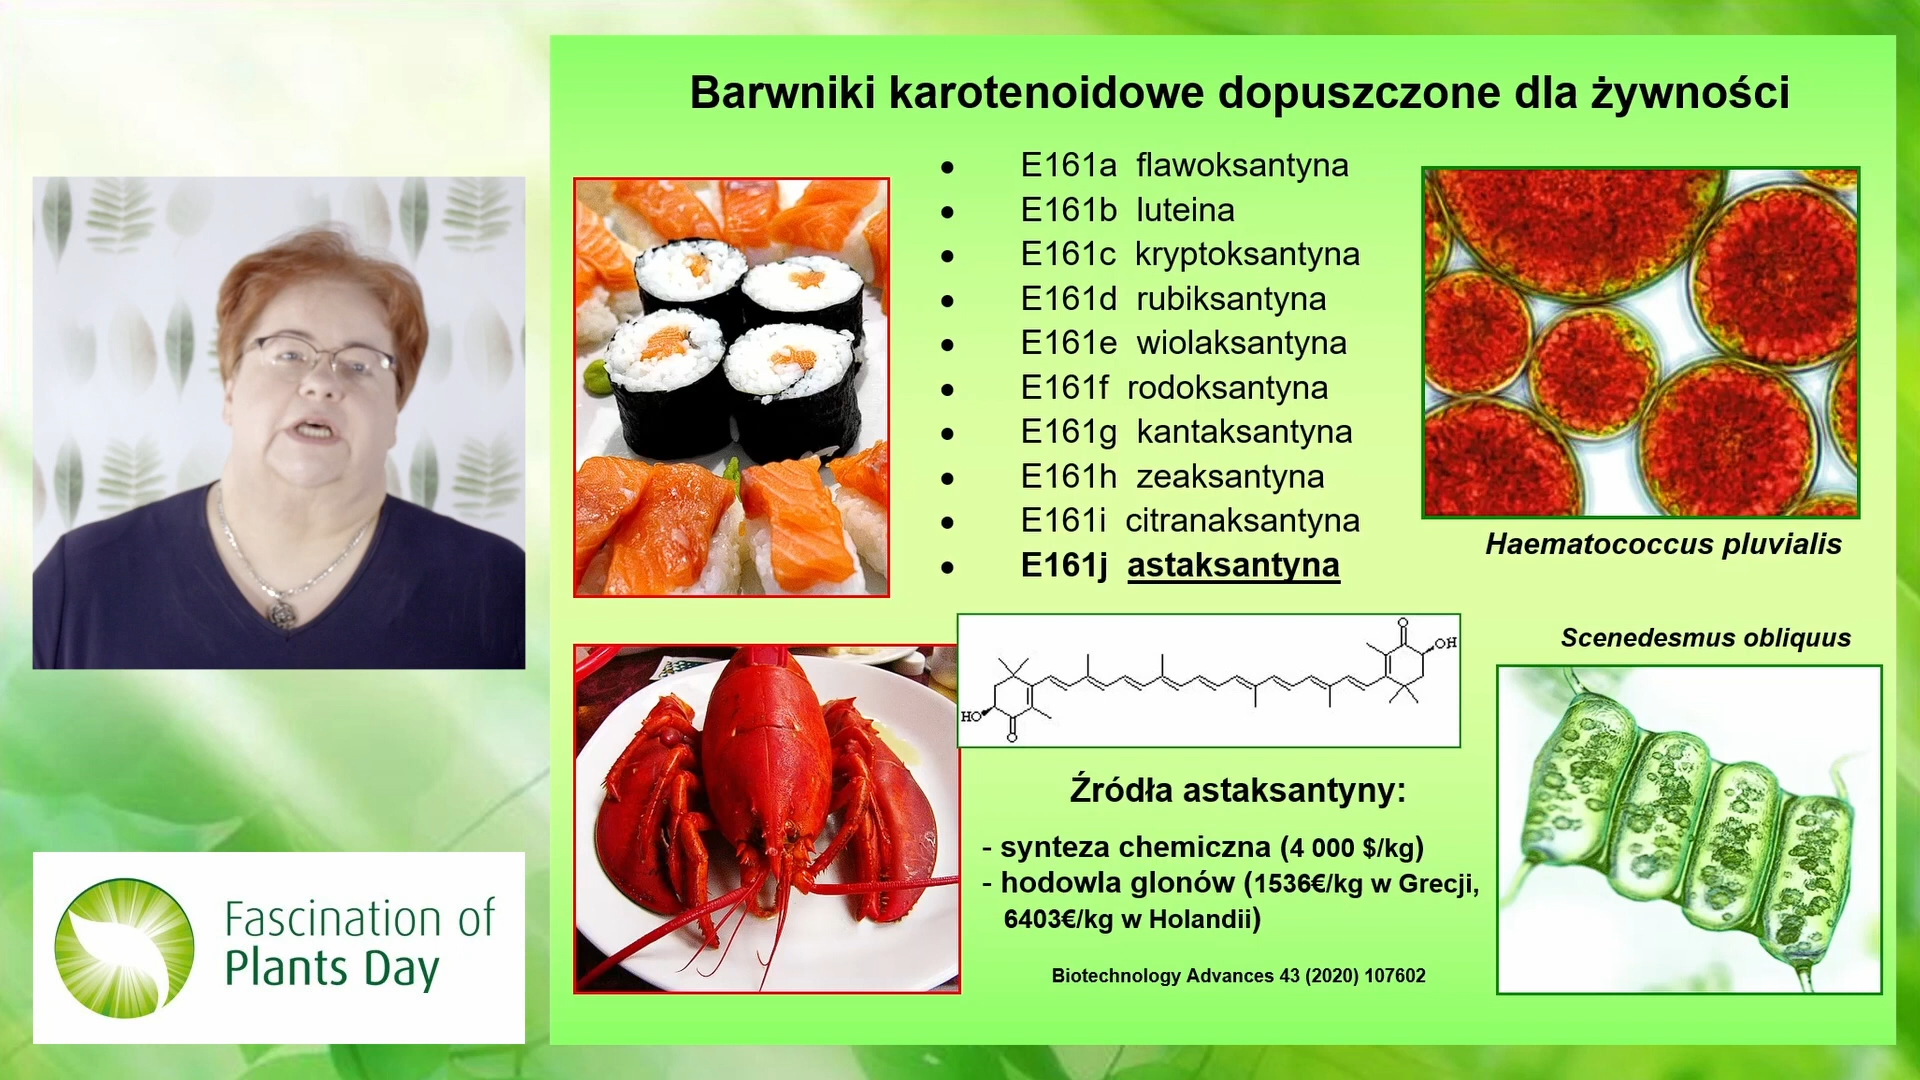 Barwniki karotenoidowe dopuszczone dla żywności
• E161a flawoksantyna
• E161b luteina
• E161c kryptoksantyna
• E161d rubiksantyna
• E161e wiolaksantyna
• E161f rodoksantyna
• E161g kantaksantyna
• E161h zeaksantyna
• E161i citranaksantyna
• E161j astaksantyna
Haematococcus pluvialis
Scenedesmus obliquus
O
OH
HO
O
Źródła astaksantyny:
- synteza chemiczna (4 000 $/kg)
- hodowla glonów (1536€/kg w Grecji,
6403€/kg w Holandii)
Biotechnology Advances 43 (2020) 107602
Fascination of
Plants Day